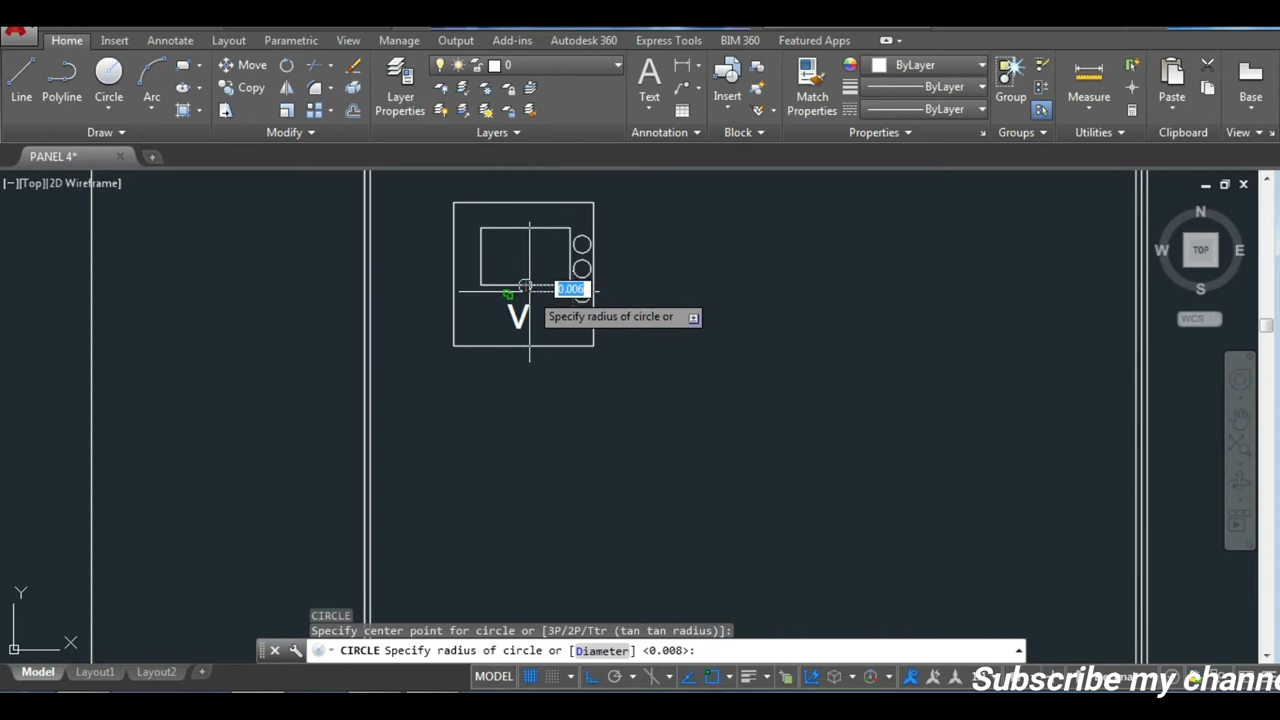 Home Insert Annotate Layout Parametric View Manage Output Add-ins Autodesk 360 Express Tools BIM 360 Featured Apps
Move
0
ByLayer
Copy
ByLayer
Line Polyline Circle Arc
Layer Properties
Text
Insert
Match Properties
ByLayer
Group
Measure
Paste
Base
Draw Modify Layers Annotation Block Properties Groups Utilities Clipboard View
PANEL 4*
[−][Top][2D Wireframe]
N
W TOP E
S
WCS
0.006
Specify radius of circle or
V
Y
X
CIRCLE
Specify center point for circle or [3P/2P/Ttr (tan tan radius)]:
CIRCLE Specify radius of circle or [Diameter] <0.008>:
Model Layout1 Layout2 +
MODEL
Subscribe my channe